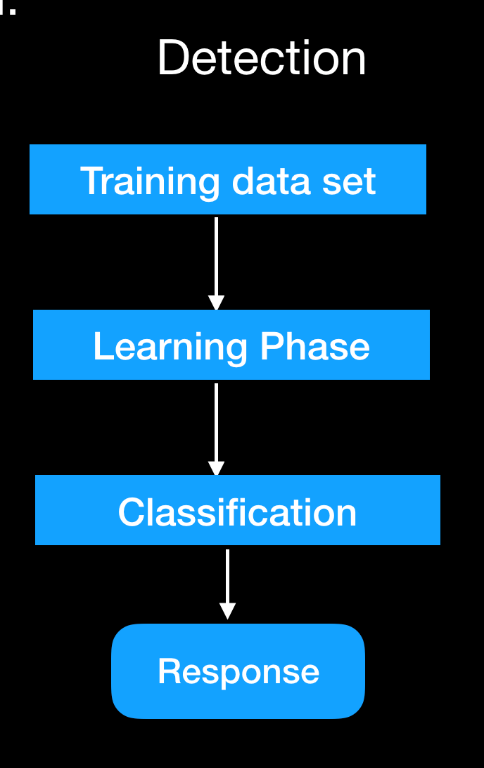 Detection
Training data set
Learning Phase
Classification
Response